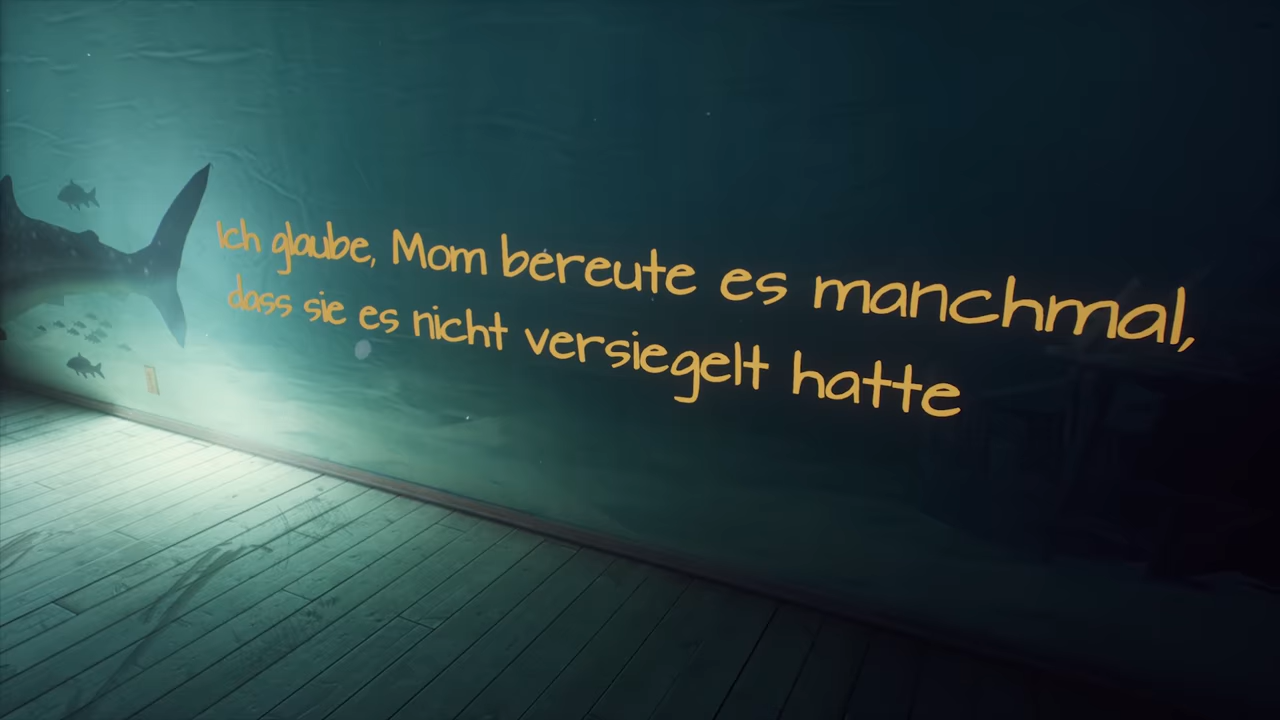 Ich glaube, Mom bereute es manchmal,
dass sie es nicht versiegelt hatte